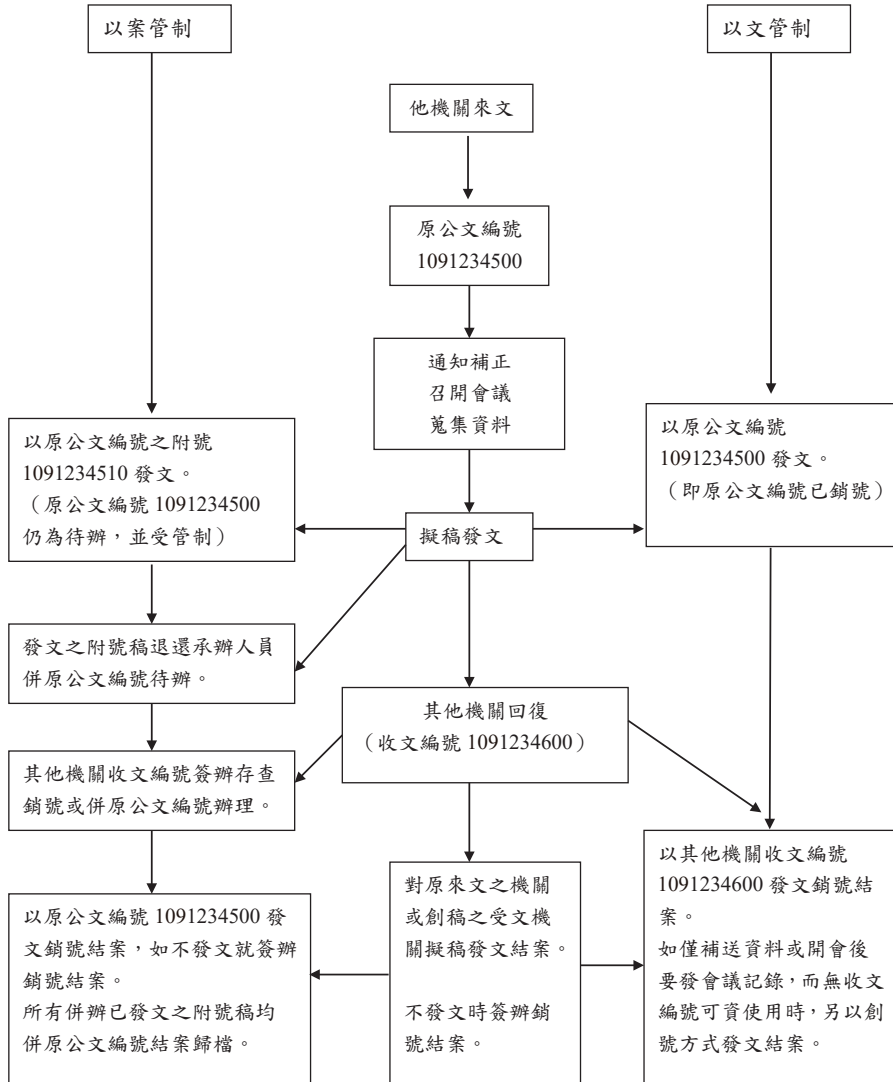 以案管制
以文管制
他機關來文
原公文編號
1091234500
通知補正
召開會議
蒐集資料
以原公文編號之附號
1091234510 發文。
（原公文編號 1091234500
仍為待辦，並受管制）
以原公文編號
1091234500 發文。
（即原公文編號已銷號）
擬稿發文
發文之附號稿退還承辦人員
併原公文編號待辦。
其他機關回復
（收文編號 1091234600）
其他機關收文編號簽辦存查
銷號或併原公文編號辦理。
以原公文編號 1091234500 發
文銷號結案，如不發文就簽辦
銷號結案。
所有併辦已發文之附號稿均
併原公文編號結案歸檔。
對原來文之機關
或創稿之受文機
關擬稿發文結案。
不發文時簽辦銷
號結案。
以其他機關收文編號
1091234600 發文銷號結
案。
如僅補送資料或開會後
要發會議記錄，而無收文
編號可資使用時，另以創
號方式發文結案。